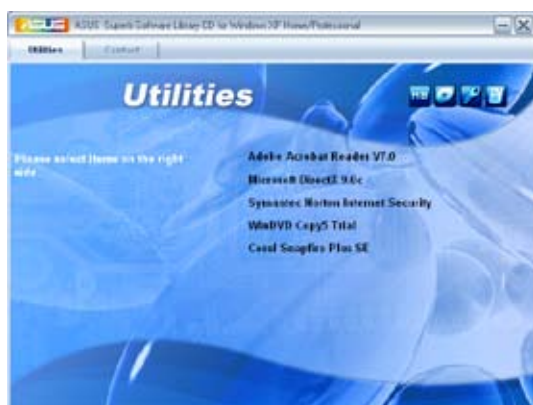 ASUS Superb Software Library CD for Windows XP Home/Professional
Utilities
Contact
Utilities
Please select items on the right
side
Adobe Acrobat Reader V7.0
Microsoft DirectX 9.0c
Symantec Norton Internet Security
WinDVD Copy5 Trial
Corel Snapfire Plus SE